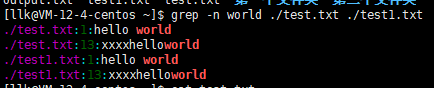 [llk@VM-12-4-centos ~]$ grep -n world ./test.txt ./test1.txt
./test.txt:1:hello world
./test.txt:13:xxxxhelloworld
./test1.txt:1:hello world
./test1.txt:13:xxxxhelloworld